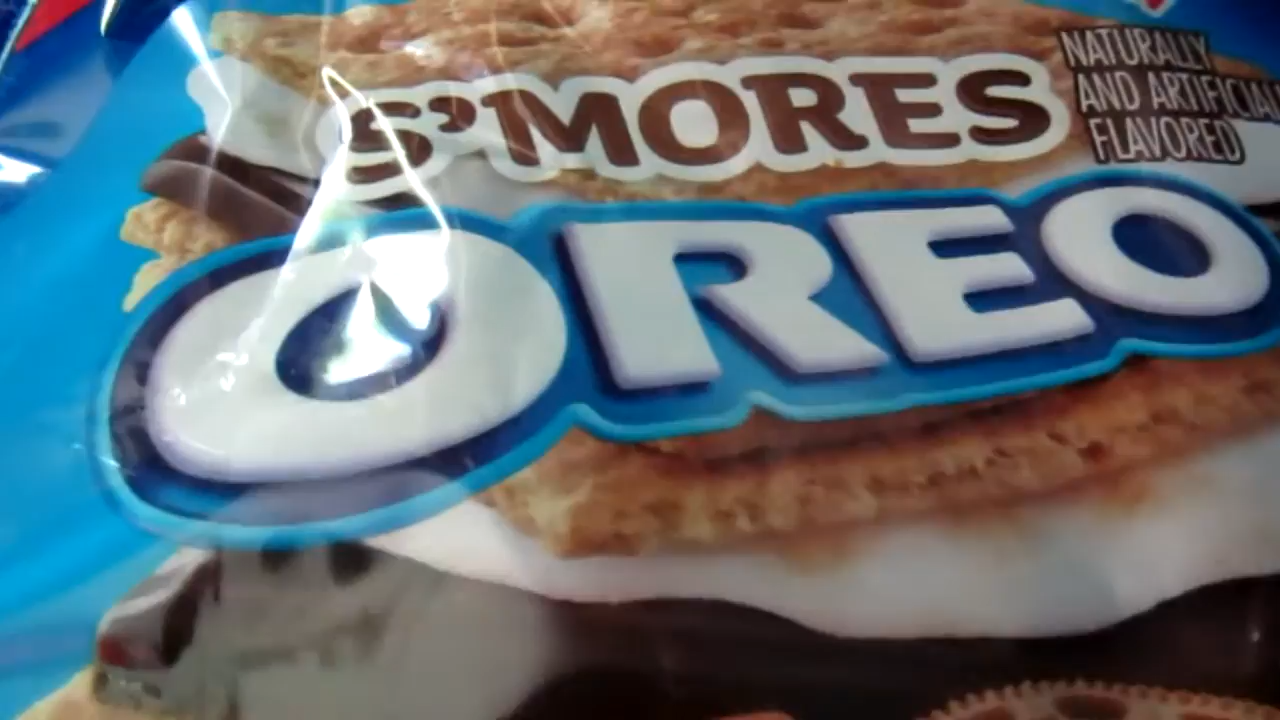 S'MORES
NATURALLY
AND ARTIFICIALLY
FLAVORED
OREO